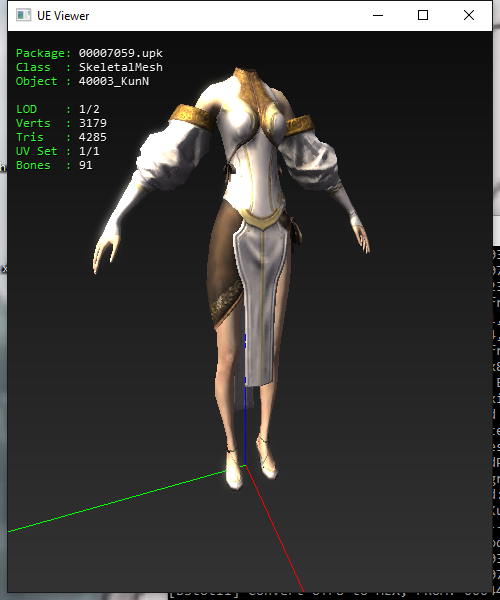 UE Viewer
Package: 00007059.upk
Class : SkeletalMesh
Object : 40003_KunN
LOD : 1/2
Verts : 3179
Tris : 4285
UV Set : 1/1
Bones : 91